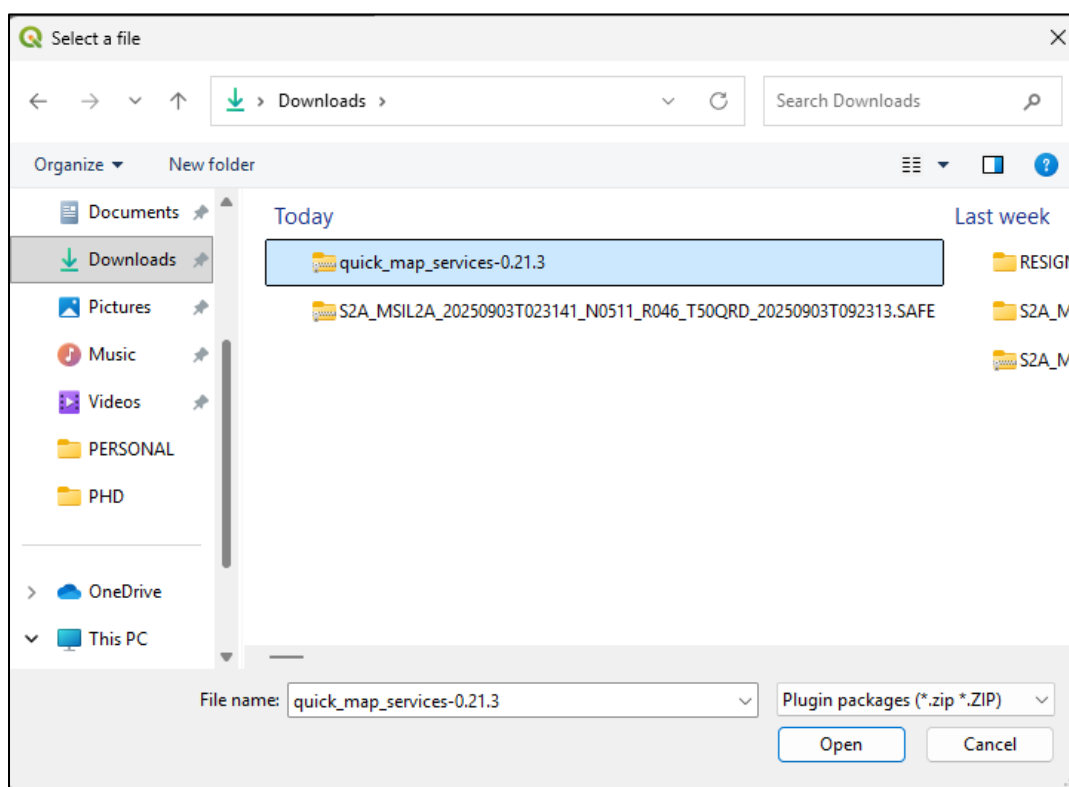 Select a file
Downloads
Search Downloads
Organize
New folder
Documents
Downloads
Pictures
Music
Videos
PERSONAL
PHD
OneDrive
This PC
Today
quick_map_services-0.21.3
S2A_MSIL2A_20250903T023141_N0511_R046_T50QRD_20250903T092313.SAFE
Last week
RESIGN
S2A_M
S2A_M
File name: quick_map_services-0.21.3
Plugin packages (*.zip *.ZIP)
Open
Cancel